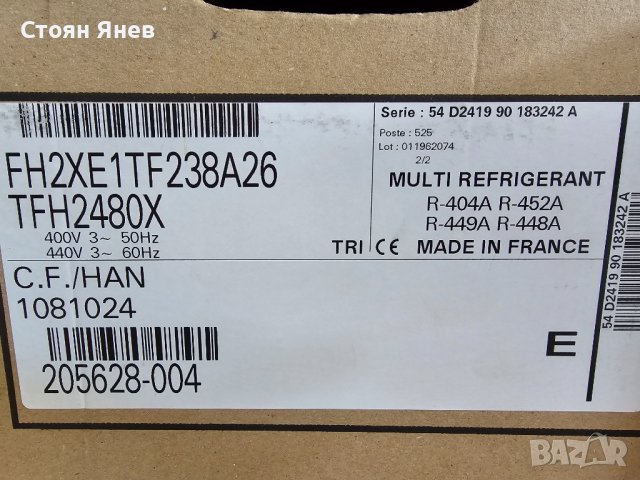 Стоян Янев
Serie : 54 D2419 90 183242 A
Poste : 525
Lot : 011962074
2/2
FH2XE1TF238A26
TFH2480X
400V 3~ 50Hz
440V 3~ 60Hz
TRI CE
MULTI REFRIGERANT
R-404A R-452A
R-449A R-448A
MADE IN FRANCE
C.F./HAN
1081024
205628-004
E
54 D2419 90 183242 A
BAZAR